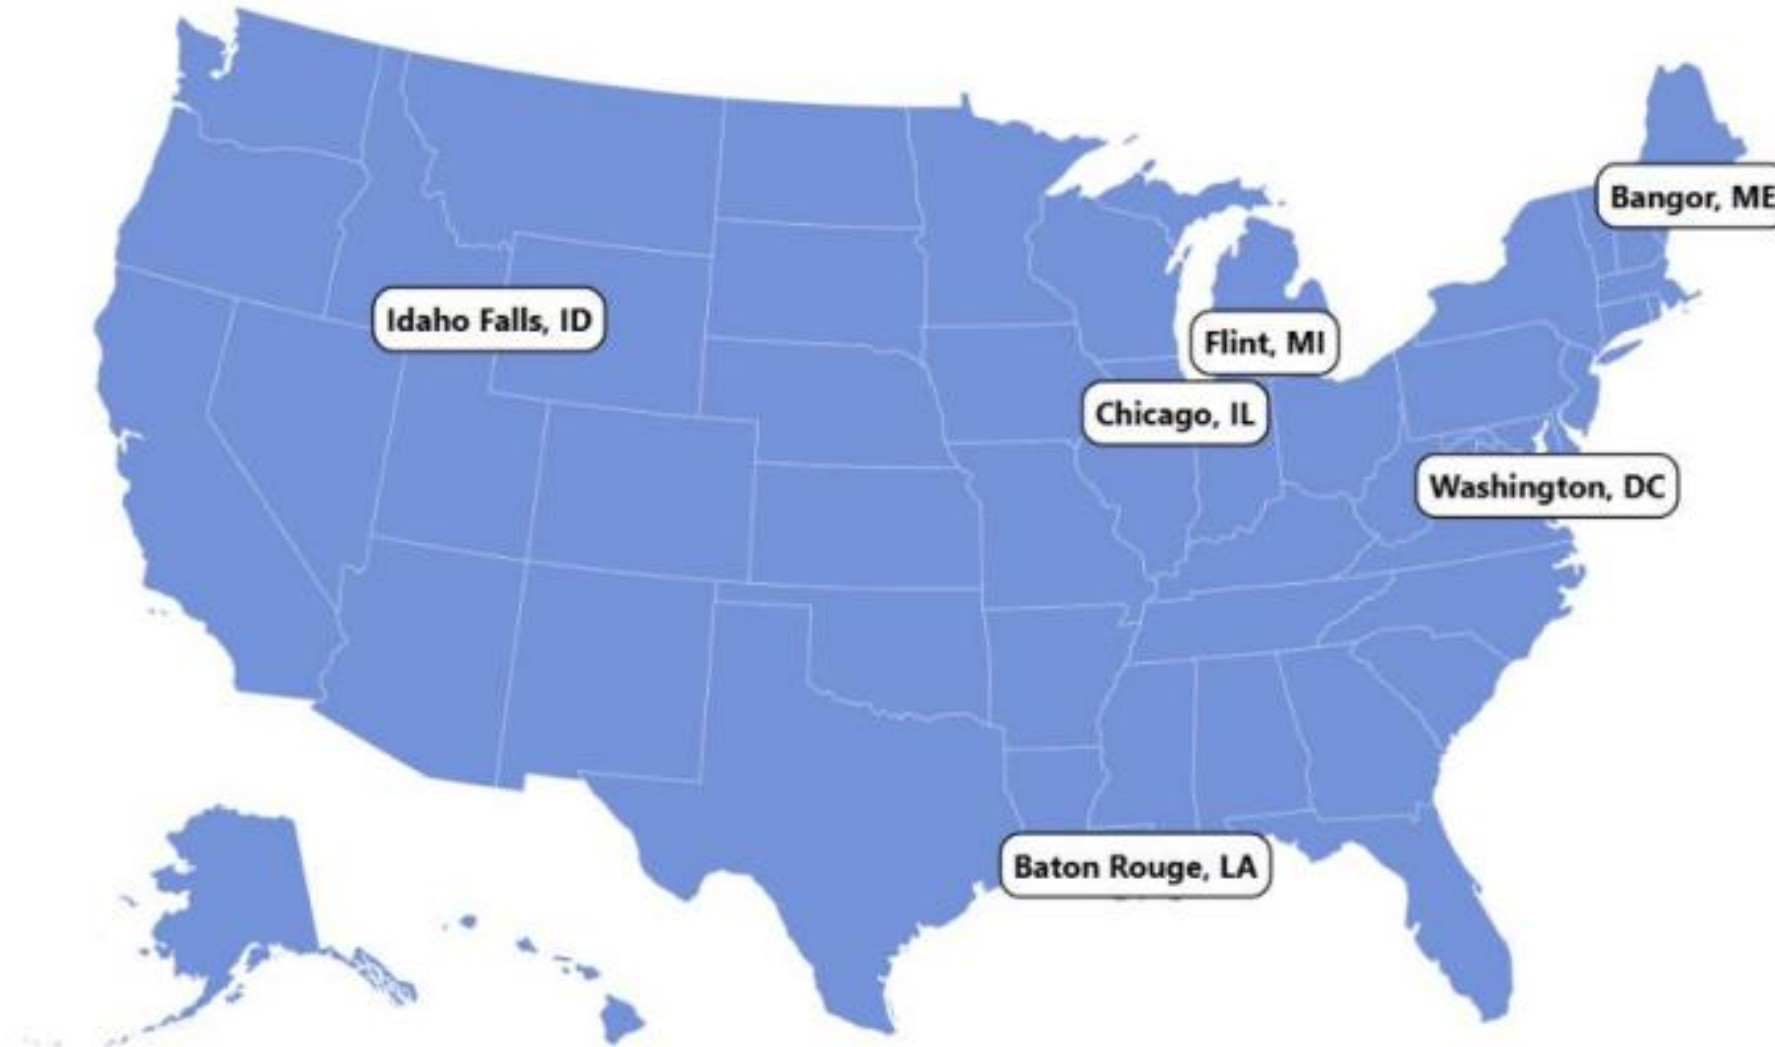 Bangor, ME
Idaho Falls, ID
Flint, MI
Chicago, IL
Washington, DC
Baton Rouge, LA